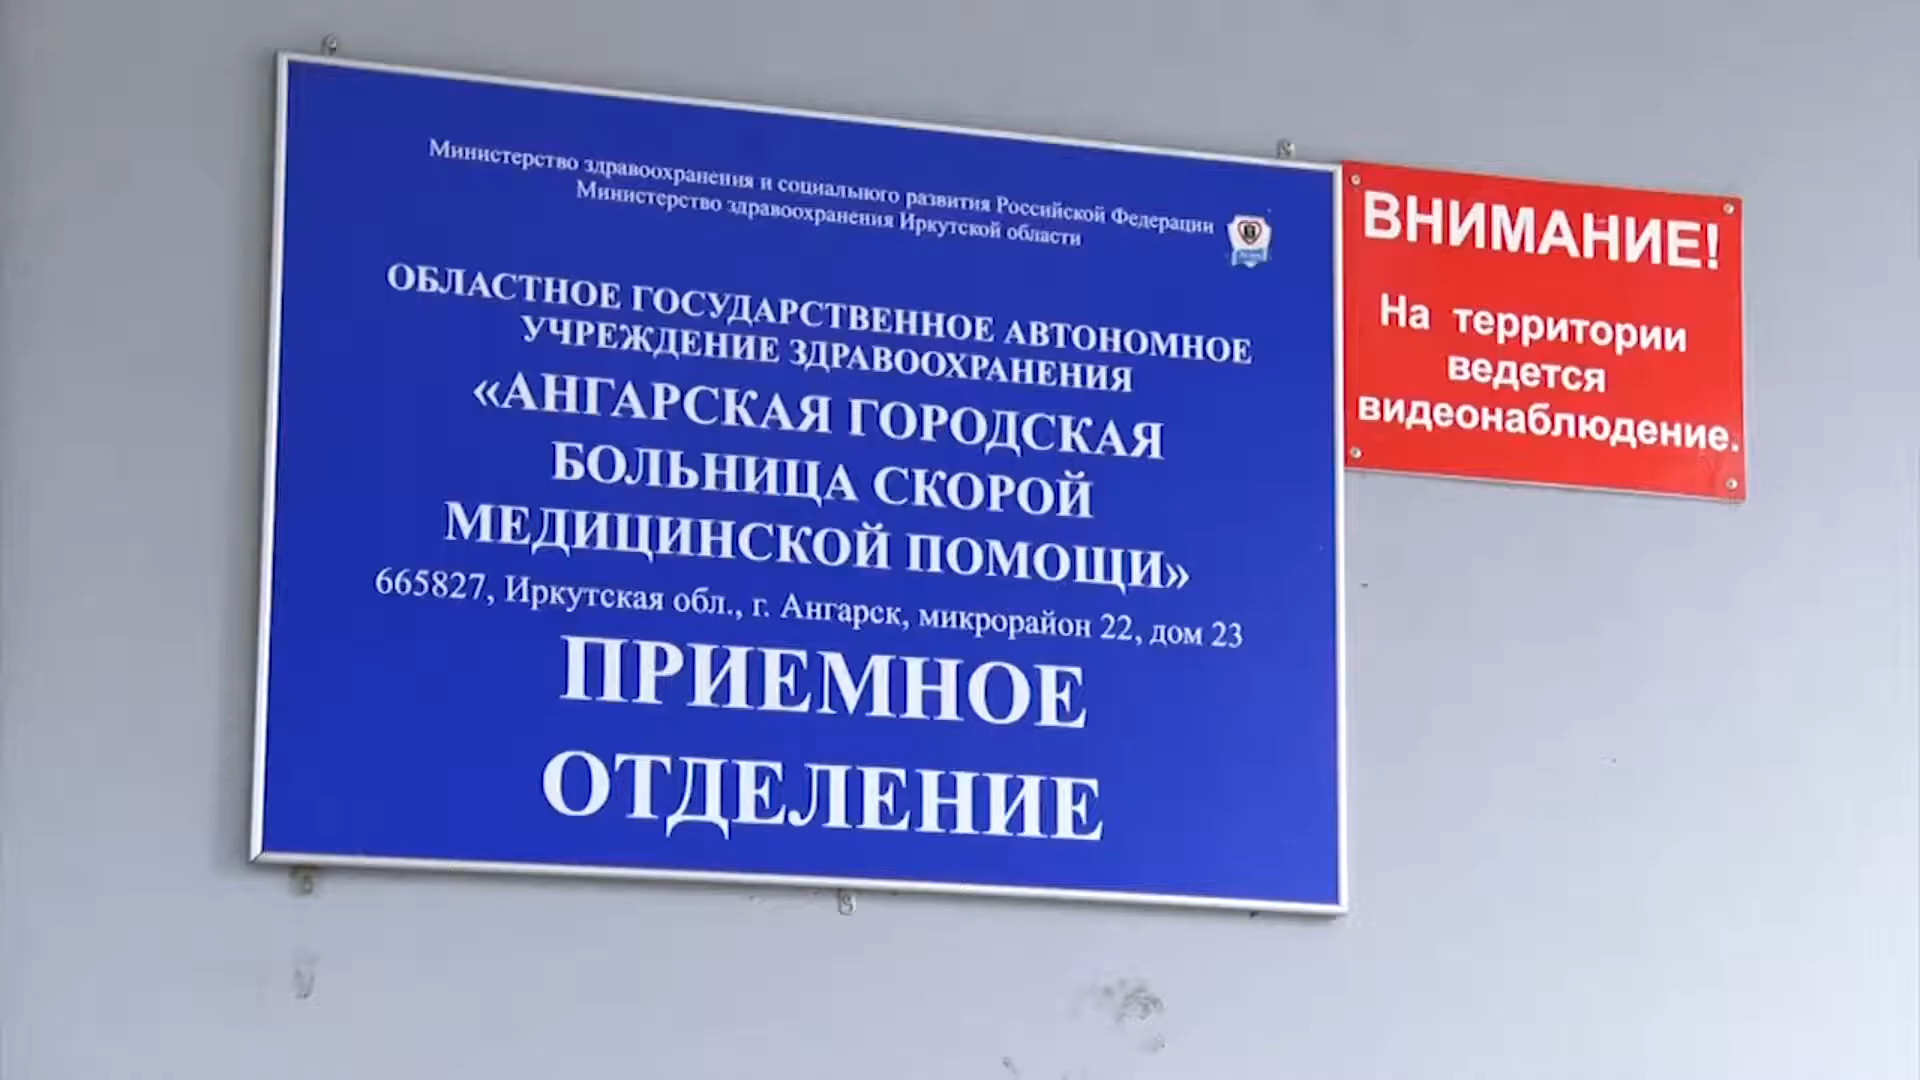 Министерство здравоохранения и социального развития Российской Федерации
Министерство здравоохранения Иркутской области
ОБЛАСТНОЕ ГОСУДАРСТВЕННОЕ АВТОНОМНОЕ
УЧРЕЖДЕНИЕ ЗДРАВООХРАНЕНИЯ
«АНГАРСКАЯ ГОРОДСКАЯ
БОЛЬНИЦА СКОРОЙ
МЕДИЦИНСКОЙ ПОМОЩИ»
665827, Иркутская обл., г. Ангарск, микрорайон 22, дом 23
ПРИЕМНОЕ
ОТДЕЛЕНИЕ
ВНИМАНИЕ!
На территории
ведется
видеонаблюдение.